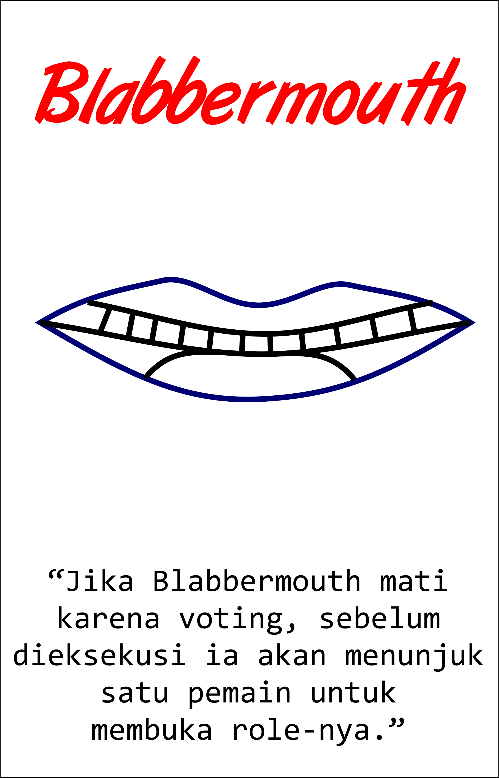 Blabbermouth
“Jika Blabbermouth mati
karena voting, sebelum
dieksekusi ia akan menunjuk
satu pemain untuk
membuka role-nya.”